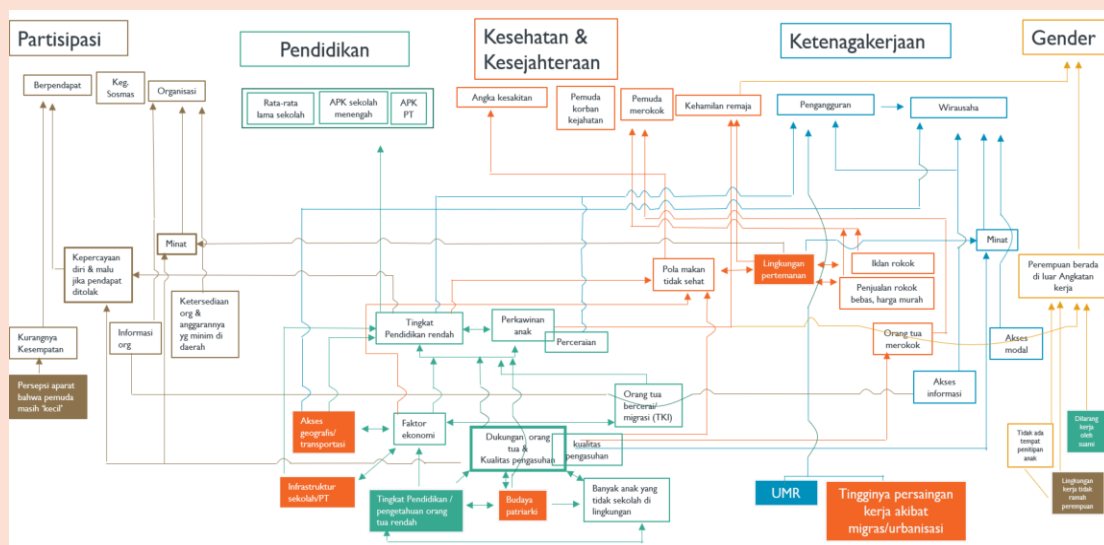 Partisipasi
Pendidikan
Kesehatan &
Kesejahteraan
Ketenagakerjaan
Gender
Berpendapat
Keg.
Sosmas
Organisasi
Rata-rata
lama sekolah
APK sekolah
menengah
APK
PT
Angka kesakitan
Pemuda
korban
kejahatan
Pemuda
merokok
Kehamilan remaja
Pengangguran
Wirausaha
Kepercayaan
diri & malu
jika pendapat
ditolak
Minat
Ketersediaan
org &
anggarannya
yg minim di
daerah
Kurangnya
Kesempatan
Informasi
org
Persepsi aparat
bahwa pemuda
masih 'kecil'
Pola makan
tidak sehat
Lingkungan
pertemanan
Iklan rokok
Penjualan rokok
bebas, harga murah
Minat
Perempuan berada
di luar Angkatan
kerja
Tingkat
Pendidikan rendah
Perkawinan
anak
Perceraian
Orang tua
merokok
Akses
modal
Akses
informasi
Orang tua
bercerai/
migrasi (TKI)
Akses
geografis/
transportasi
Faktor
ekonomi
Dukungan orang
tua &
Kualitas pengasuhan
kualitas
pengasuhan
Infrastruktur
sekolah/PT
Tingkat Pendidikan /
pengetahuan orang
tua rendah
Budaya
patriarki
Banyak anak yang
tidak sekolah di
lingkungan
UMR
Tingginya persaingan
kerja akibat
migras/urbanisasi
Tidak ada
tempat
penitipan
anak
Dilarang
kerja
oleh
suami
Lingkungan
kerja tidak
ramah
perempuan